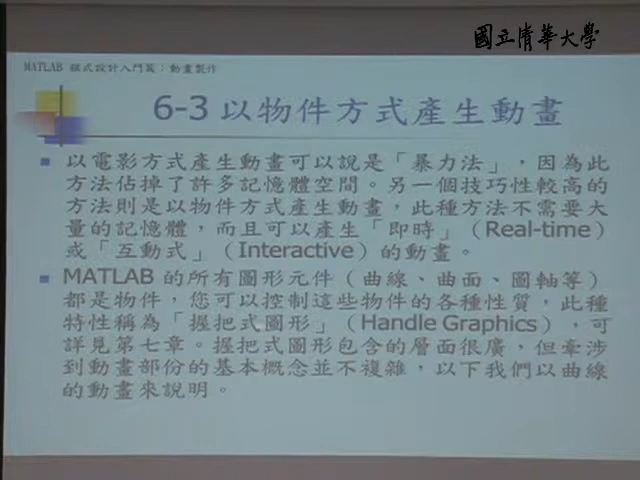 國立清華大學
MATLAB 程式設計入門篇：動畫製作
6-3 以物件方式產生動畫
以電影方式產生動畫可以說是「暴力法」，因為此
方法佔掉了許多記憶體空間。另一個技巧性較高的
方法則是以物件方式產生動畫，此種方法不需要大
量的記憶體，而且可以產生「即時」（Real-time）
或「互動式」（Interactive）的動畫。
MATLAB 的所有圖形元件（曲線、曲面、圖軸等）
都是物件，您可以控制這些物件的各種性質，此種
特性稱為「握把式圖形」（Handle Graphics），可
詳見第七章。握把式圖形包含的層面很廣，但牽涉
到動畫部份的基本概念並不複雜，以下我們以曲線
的動畫來說明。